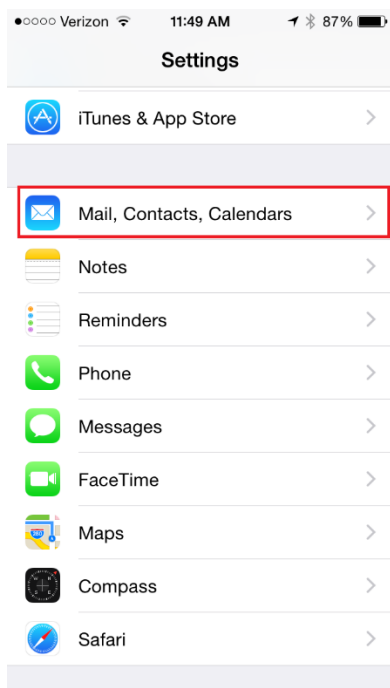 Verizon 11:49 AM 87%
Settings
iTunes & App Store
Mail, Contacts, Calendars
Notes
Reminders
Phone
Messages
FaceTime
Maps
Compass
Safari